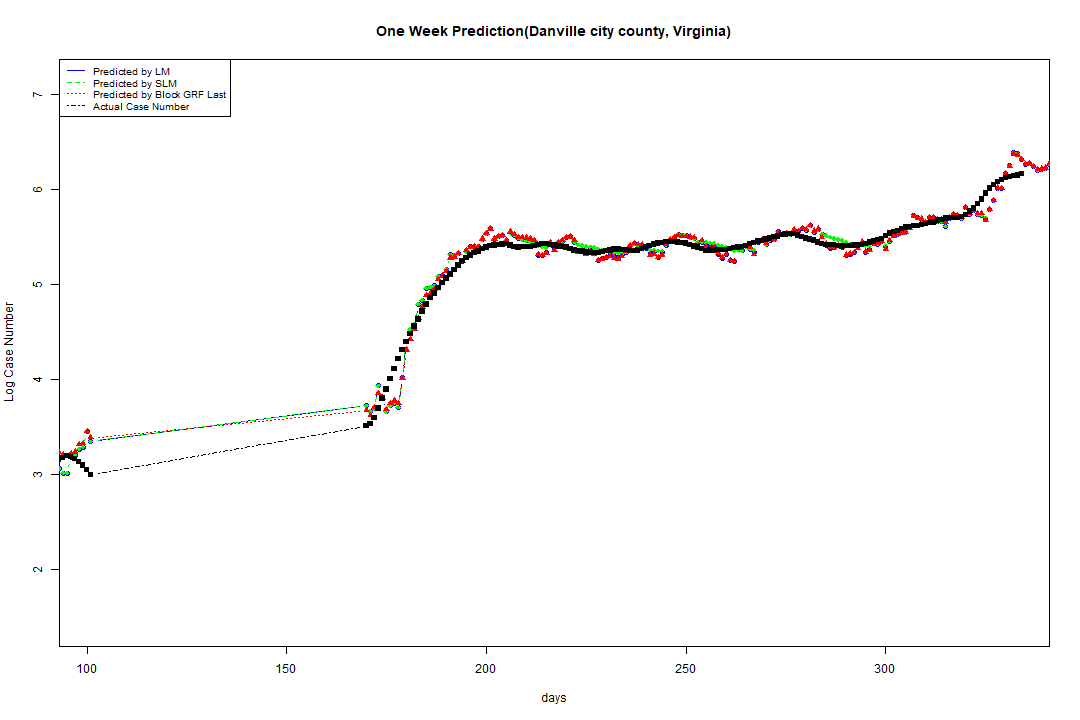 One Week Prediction(Danville city county, Virginia)
Predicted by LM
Predicted by SLM
Predicted by Block GRF Last
Actual Case Number
7
6
5
4
3
2
Log Case Number
100 150 200 250 300
days